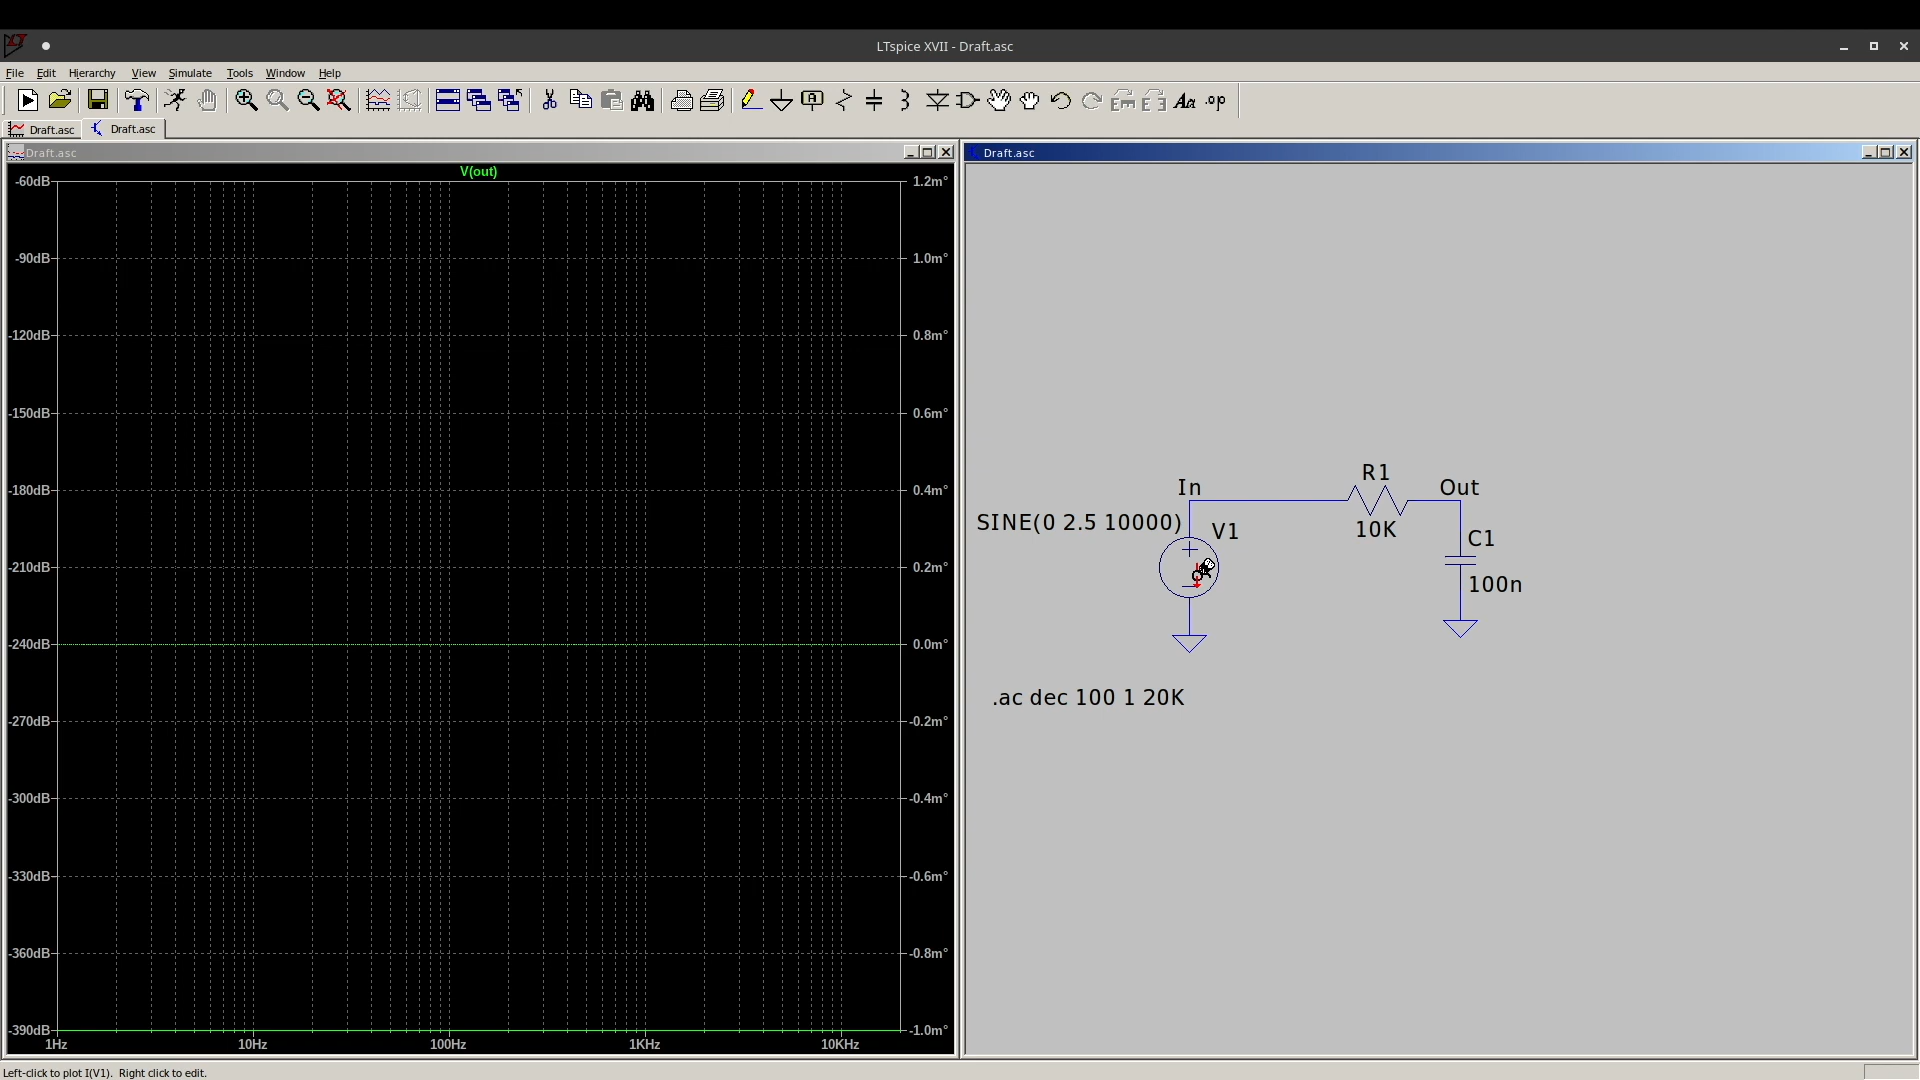 LTspice XVII - Draft.asc
File Edit Hierarchy View Simulate Tools Window Help
Draft.asc Draft.asc
Draft.asc
V(out)
-60dB 1.2m°
-90dB 1.0m°
-120dB 0.8m°
-150dB 0.6m°
-180dB 0.4m°
-210dB 0.2m°
-240dB 0.0m°
-270dB -0.2m°
-300dB -0.4m°
-330dB -0.6m°
-360dB -0.8m°
-390dB -1.0m°
1Hz 10Hz 100Hz 1KHz 10KHz
Draft.asc
R1
In Out
SINE(0 2.5 10000) V1 10K C1
100n
.ac dec 100 1 20K
Left-click to plot I(V1). Right click to edit.